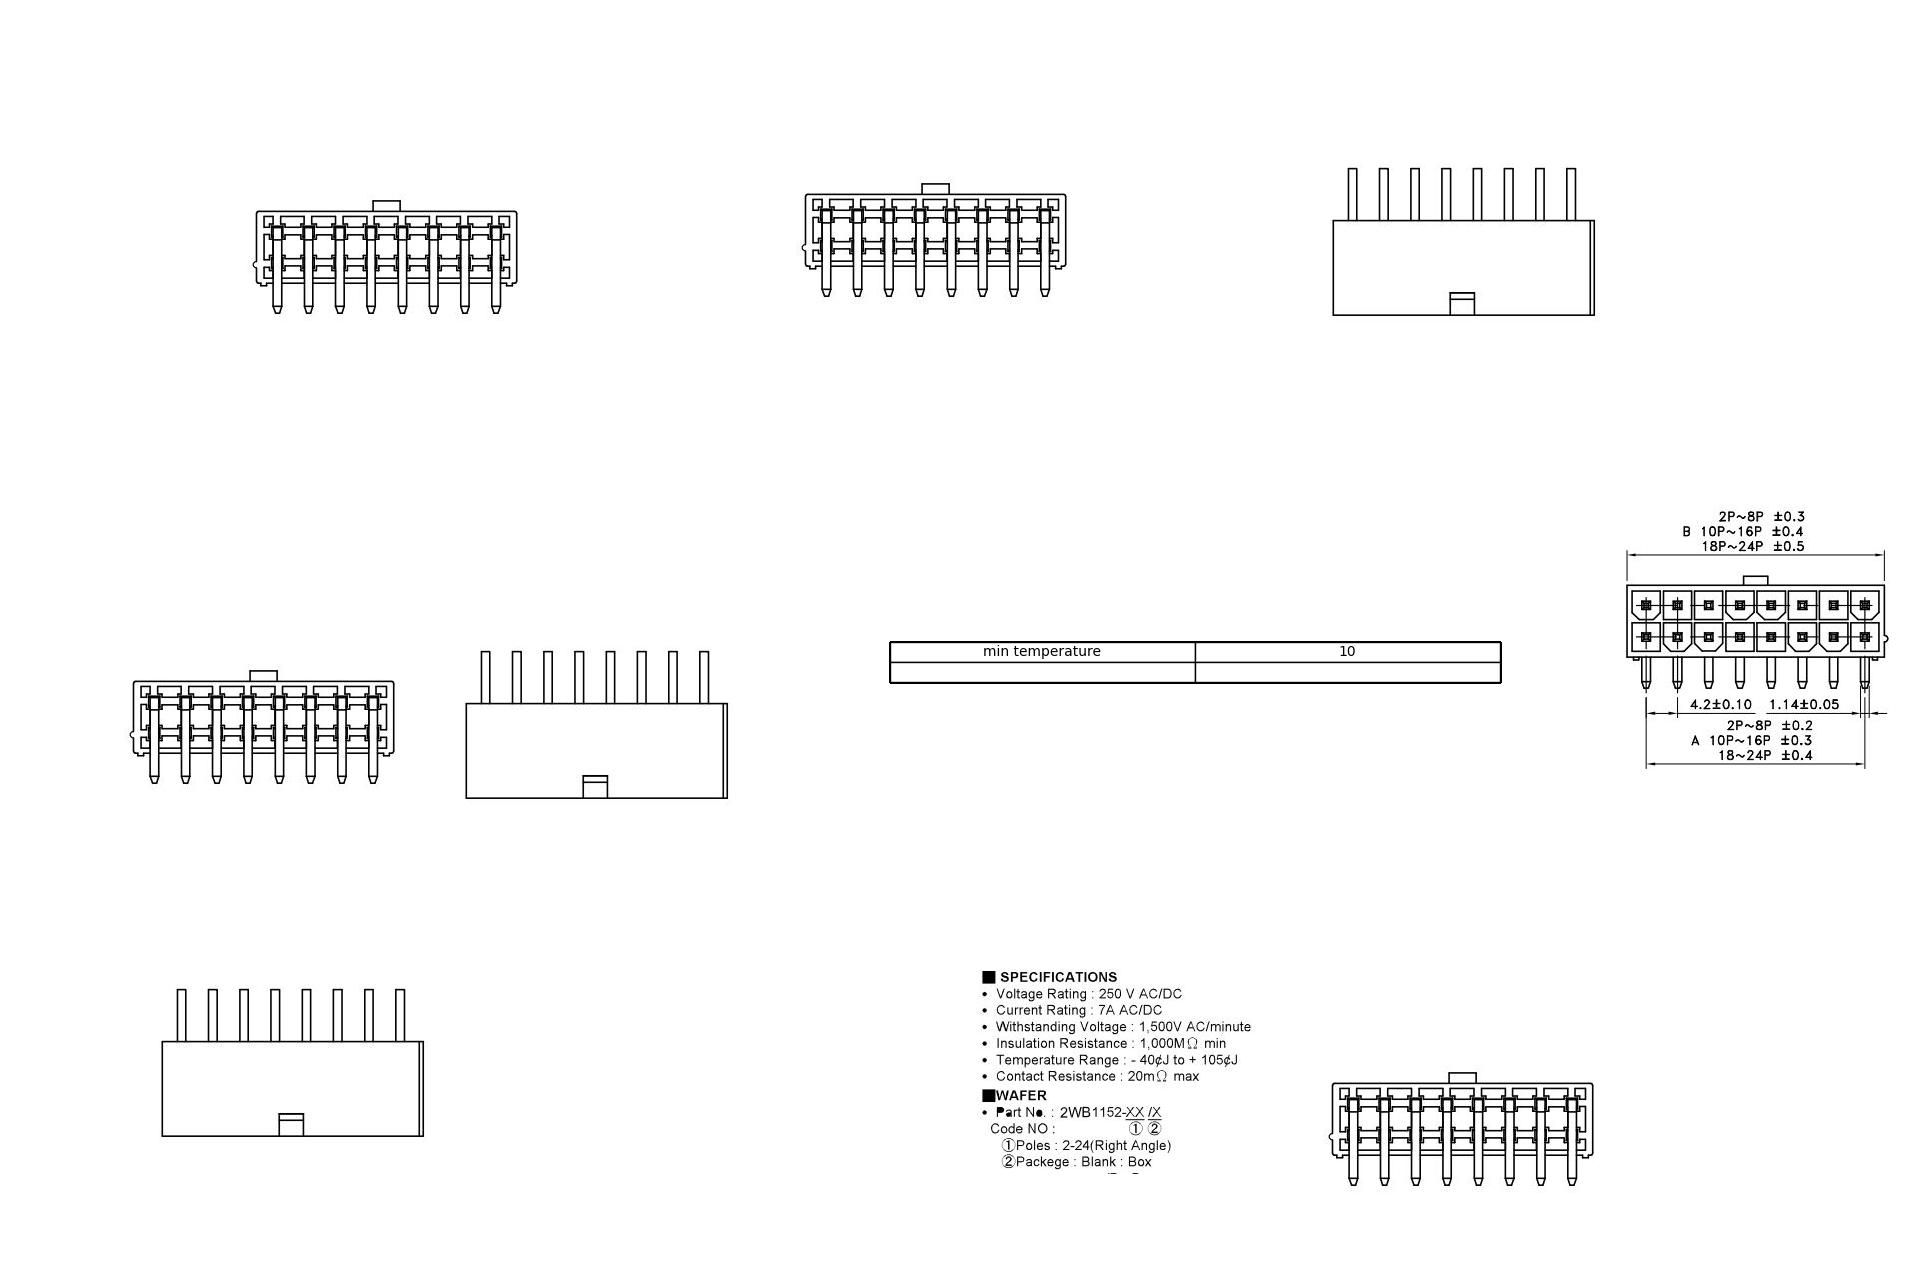 2P~8P ±0.3
B 10P~16P ±0.4
18P~24P ±0.5
min temperature 10
4.2±0.10 1.14±0.05
2P~8P ±0.2
A 10P~16P ±0.3
18~24P ±0.4
■ SPECIFICATIONS
• Voltage Rating : 250 V AC/DC
• Current Rating : 7A AC/DC
• Withstanding Voltage : 1,500V AC/minute
• Insulation Resistance : 1,000MΩ min
• Temperature Range : - 40¢J to + 105¢J
• Contact Resistance : 20mΩ max
■WAFER
• Part No. : 2WB1152-XX /X
Code NO : ① ②
①Poles : 2-24(Right Angle)
②Packege : Blank : Box